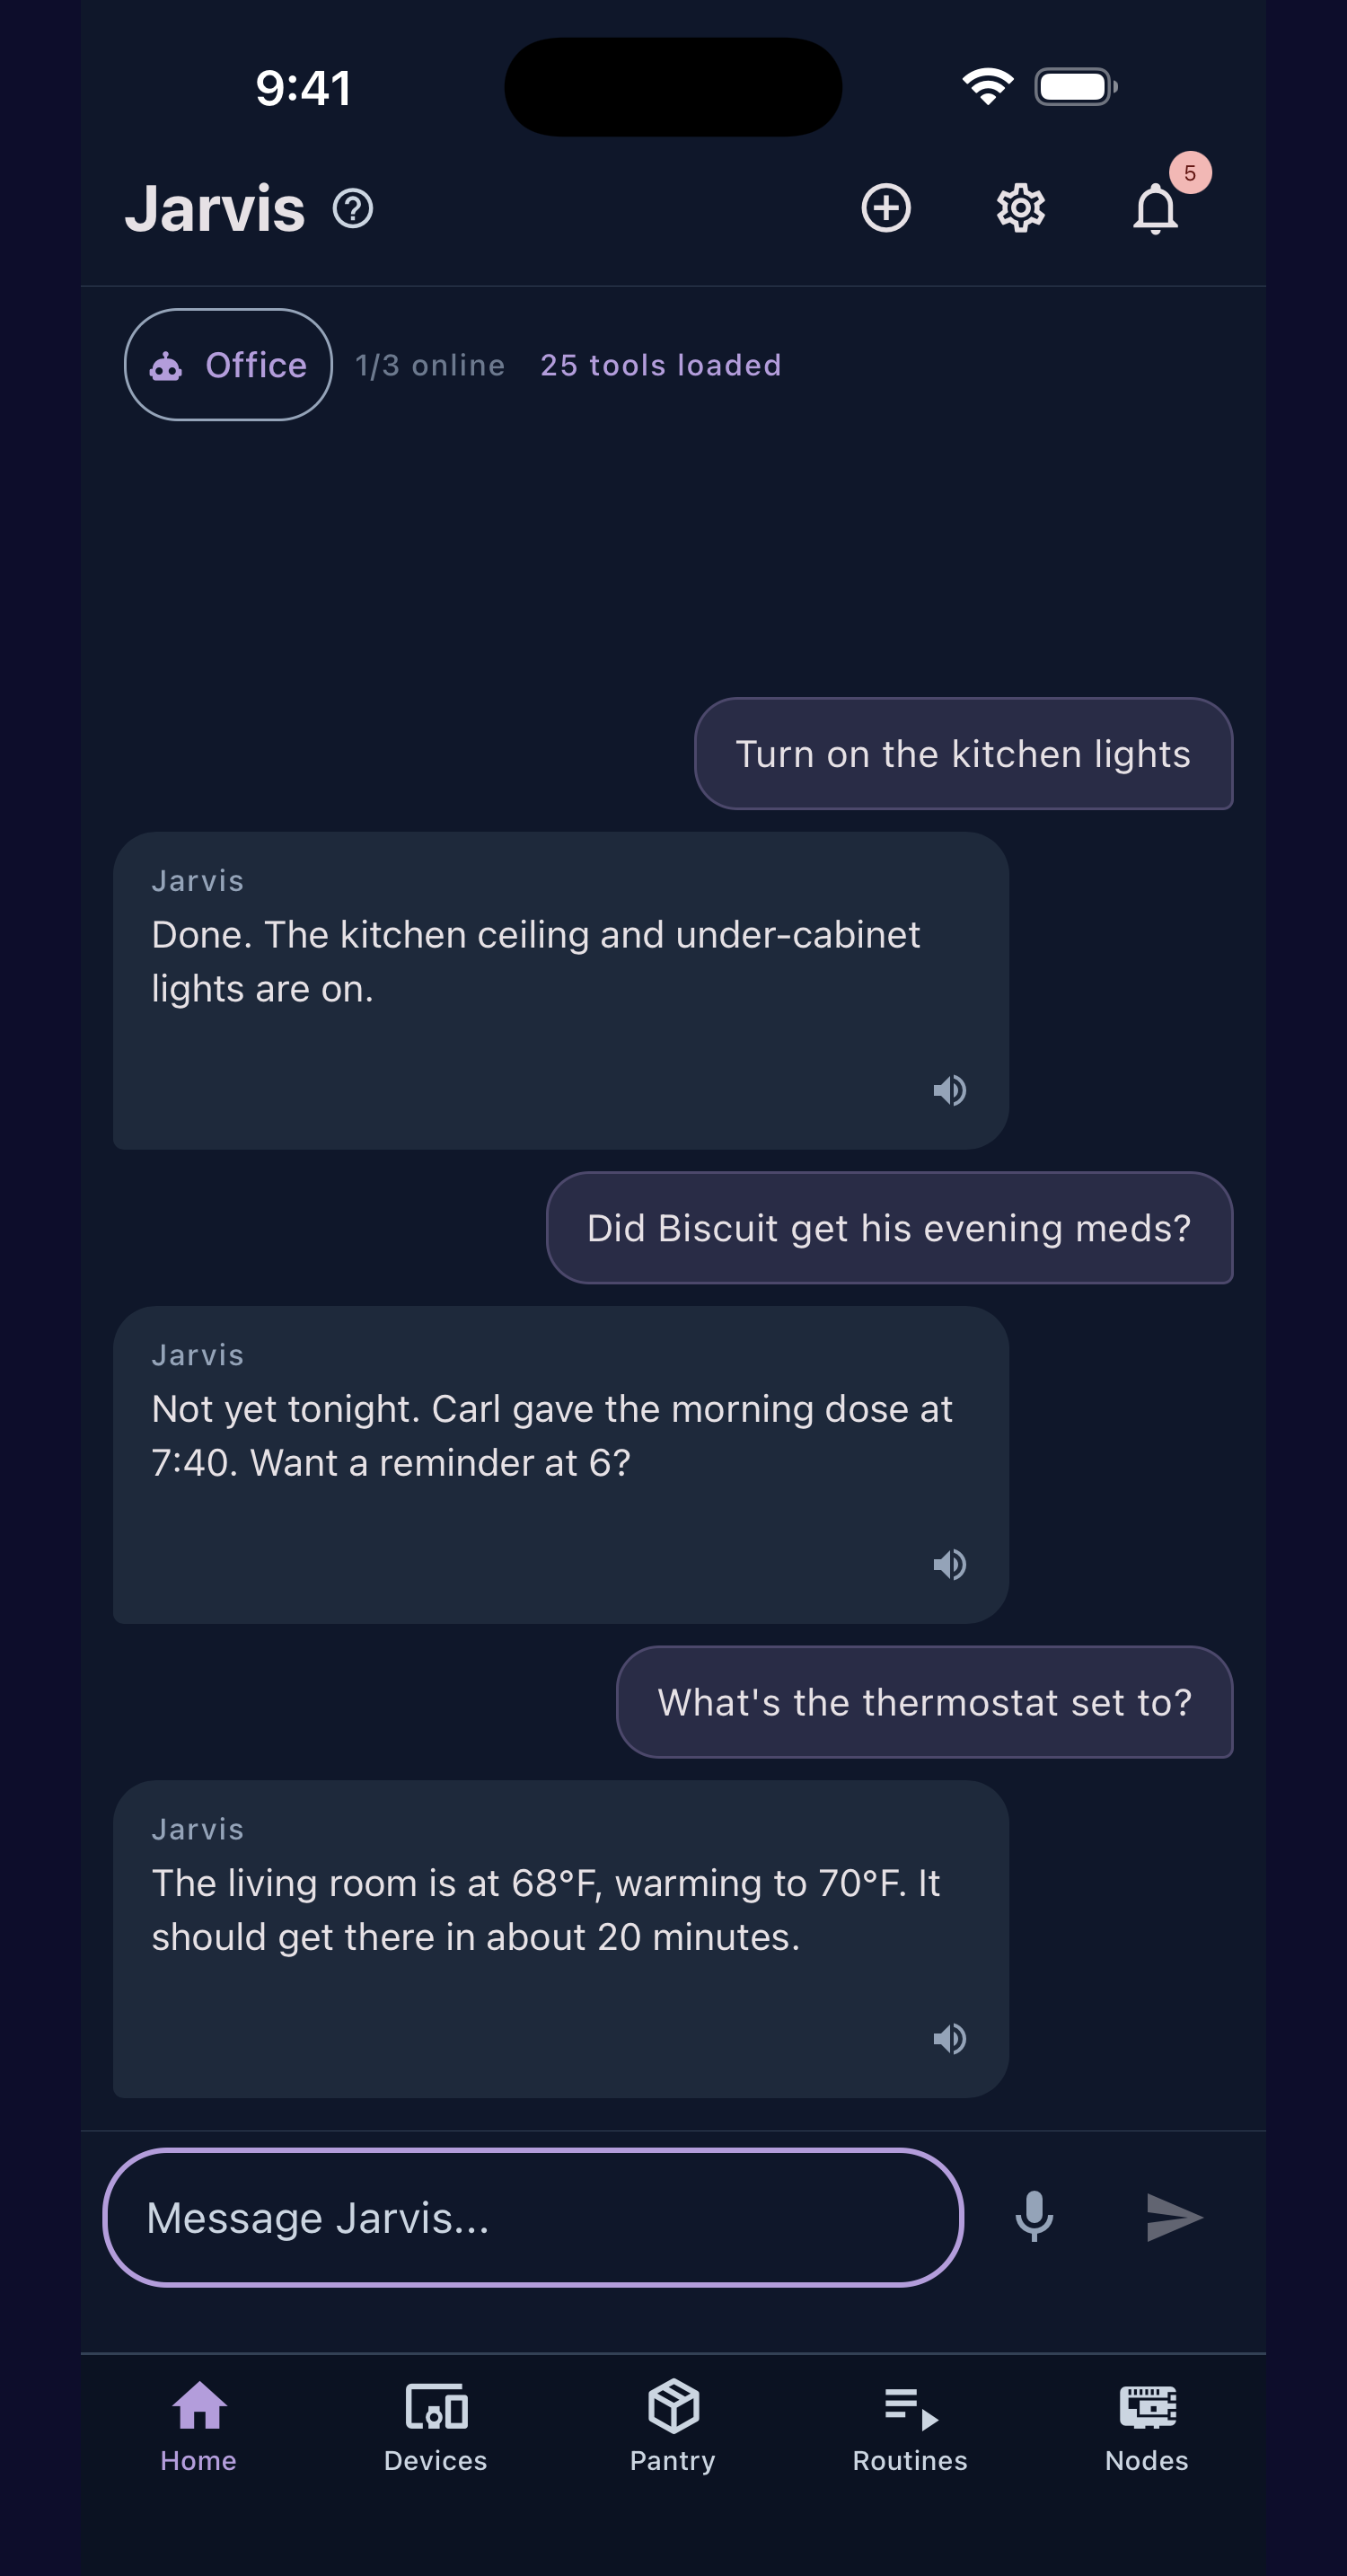 9:41
Jarvis
5
Office 1/3 online 25 tools loaded
Turn on the kitchen lights
Jarvis
Done. The kitchen ceiling and under-cabinet
lights are on.
Did Biscuit get his evening meds?
Jarvis
Not yet tonight. Carl gave the morning dose at
7:40. Want a reminder at 6?
What's the thermostat set to?
Jarvis
The living room is at 68°F, warming to 70°F. It
should get there in about 20 minutes.
Message Jarvis...
Home Devices Pantry Routines Nodes